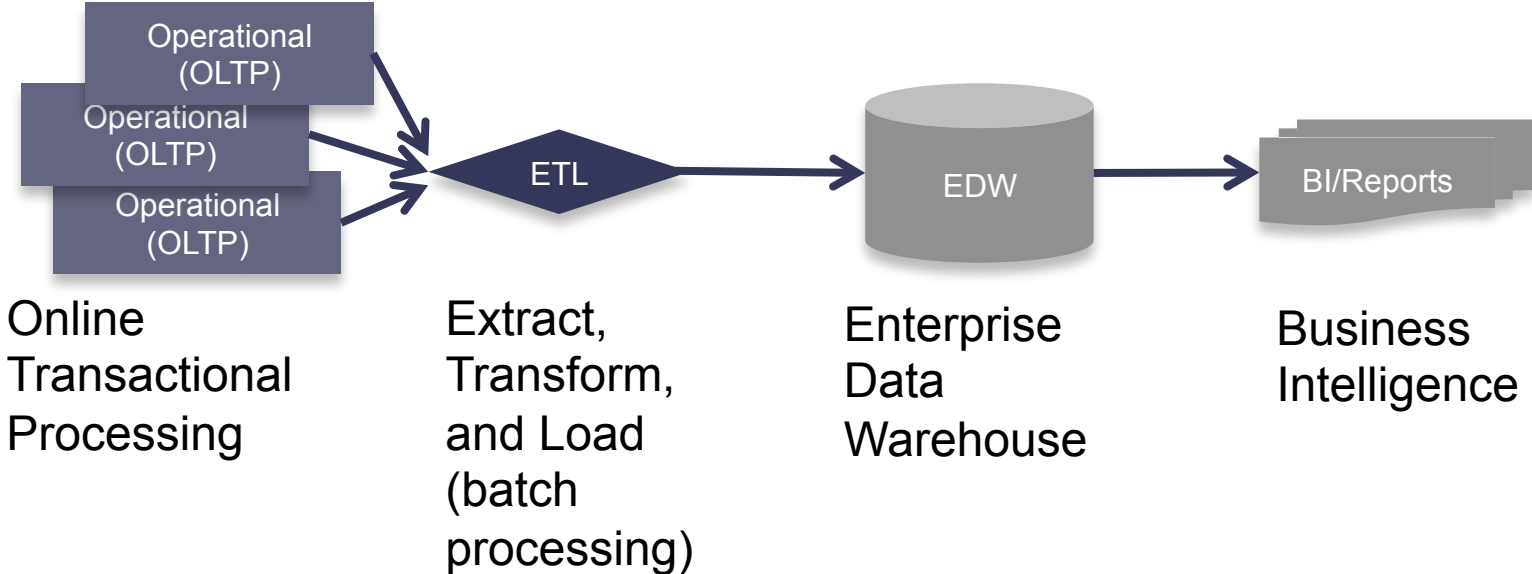 Operational
(OLTP)
Operational
(OLTP)
Operational
(OLTP)
ETL
EDW
BI/Reports
Online
Transactional
Processing
Extract,
Transform,
and Load
(batch
processing)
Enterprise
Data
Warehouse
Business
Intelligence